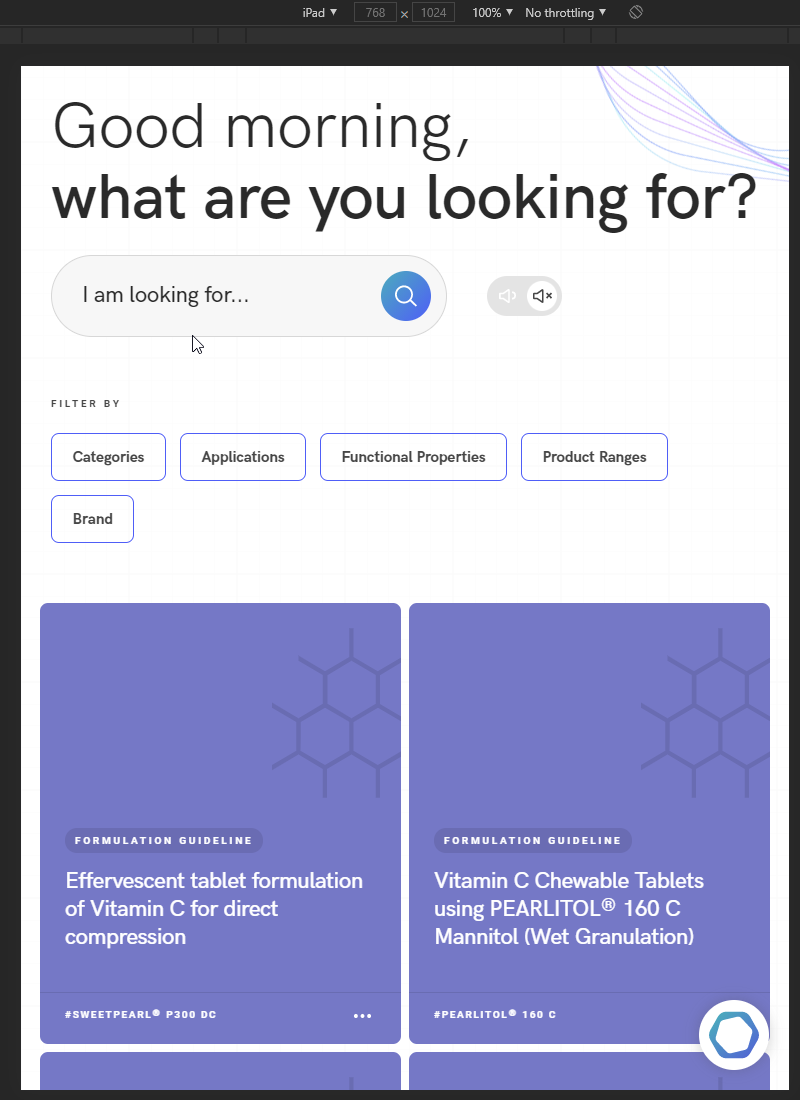 iPad 768 × 1024 100% No throttling
Good morning,
what are you looking for?
I am looking for...
FILTER BY
Categories Applications Functional Properties Product Ranges
Brand
FORMULATION GUIDELINE
Effervescent tablet formulation
of Vitamin C for direct
compression
#SWEETPEARL® P300 DC
FORMULATION GUIDELINE
Vitamin C Chewable Tablets
using PEARLITOL® 160 C
Mannitol (Wet Granulation)
#PEARLITOL® 160 C